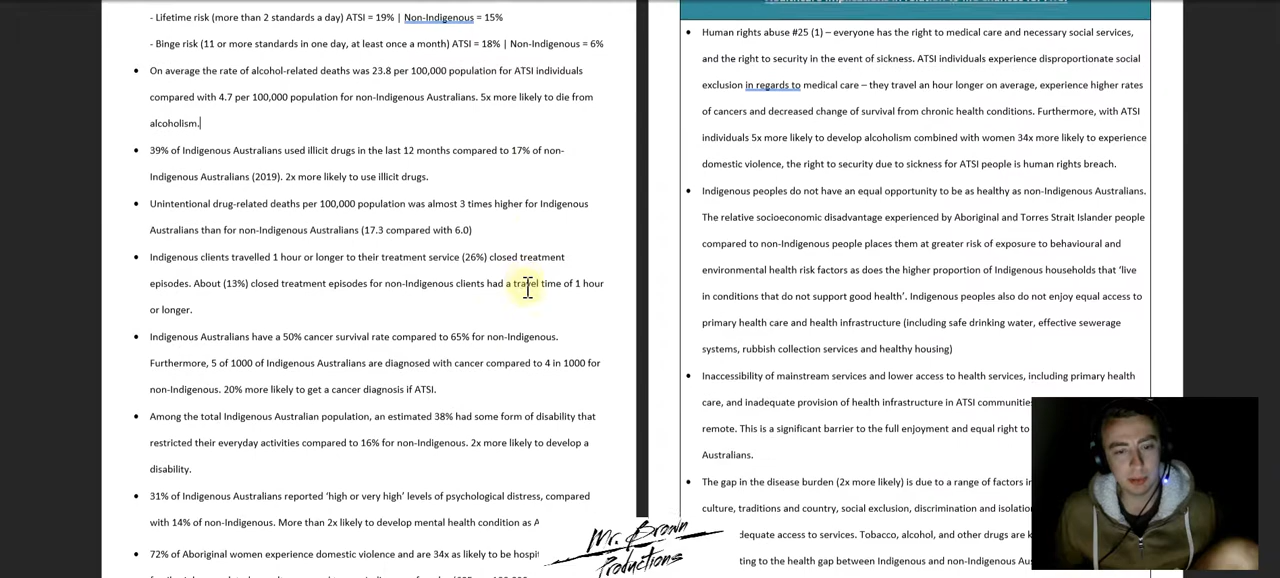 - Lifetime risk (more than 2 standards a day) ATSI = 19% | Non-Indigenous = 15%
- Binge risk (11 or more standards in one day, at least once a month) ATSI = 18% | Non-Indigenous = 6%
• On average the rate of alcohol-related deaths was 23.8 per 100,000 population for ATSI individuals
compared with 4.7 per 100,000 population for non-Indigenous Australians. 5x more likely to die from
alcoholism.
• 39% of Indigenous Australians used illicit drugs in the last 12 months compared to 17% of non-
Indigenous Australians (2019). 2x more likely to use illicit drugs.
• Unintentional drug-related deaths per 100,000 population was almost 3 times higher for Indigenous
Australians than for non-Indigenous Australians (17.3 compared with 6.0)
• Indigenous clients travelled 1 hour or longer to their treatment service (26%) closed treatment
episodes. About (13%) closed treatment episodes for non-Indigenous clients had a travel time of 1 hour
or longer.
• Indigenous Australians have a 50% cancer survival rate compared to 65% for non-Indigenous.
Furthermore, 5 of 1000 of Indigenous Australians are diagnosed with cancer compared to 4 in 1000 for
non-Indigenous. 20% more likely to get a cancer diagnosis if ATSI.
• Among the total Indigenous Australian population, an estimated 38% had some form of disability that
restricted their everyday activities compared to 16% for non-Indigenous. 2x more likely to develop a
disability.
• 31% of Indigenous Australians reported 'high or very high' levels of psychological distress, compared
with 14% of non-Indigenous. More than 2x likely to develop mental health condition as A
• 72% of Aboriginal women experience domestic violence and are 34x as likely to be hospi
• Human rights abuse #25 (1) – everyone has the right to medical care and necessary social services,
and the right to security in the event of sickness. ATSI individuals experience disproportionate social
exclusion in regards to medical care – they travel an hour longer on average, experience higher rates
of cancers and decreased change of survival from chronic health conditions. Furthermore, with ATSI
individuals 5x more likely to develop alcoholism combined with women 34x more likely to experience
domestic violence, the right to security due to sickness for ATSI people is human rights breach.
• Indigenous peoples do not have an equal opportunity to be as healthy as non-Indigenous Australians.
The relative socioeconomic disadvantage experienced by Aboriginal and Torres Strait Islander people
compared to non-Indigenous people places them at greater risk of exposure to behavioural and
environmental health risk factors as does the higher proportion of Indigenous households that 'live
in conditions that do not support good health'. Indigenous peoples also do not enjoy equal access to
primary health care and health infrastructure (including safe drinking water, effective sewerage
systems, rubbish collection services and healthy housing)
• Inaccessibility of mainstream services and lower access to health services, including primary health
care, and inadequate provision of health infrastructure in ATSI communities
remote. This is a significant barrier to the full enjoyment and equal right to
Australians.
• The gap in the disease burden (2x more likely) is due to a range of factors in
culture, traditions and country, social exclusion, discrimination and isolatio
dequate access to services. Tobacco, alcohol, and other drugs are k
ting to the health gap between Indigenous and non-Indigenous Aus
Mr. Brown
Productions